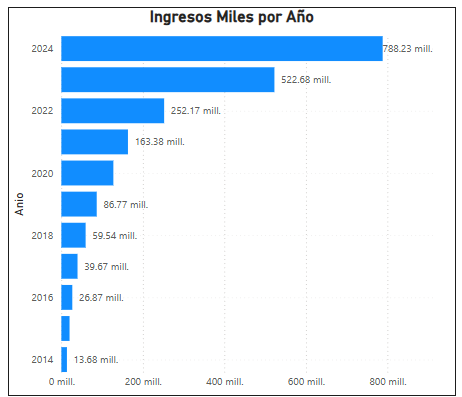 Ingresos Miles por Año
Anio
2024
788.23 mill.
522.68 mill.
2022
252.17 mill.
163.38 mill.
2020
86.77 mill.
2018
59.54 mill.
39.67 mill.
2016
26.87 mill.
2014
13.68 mill.
0 mill.
200 mill.
400 mill.
600 mill.
800 mill.